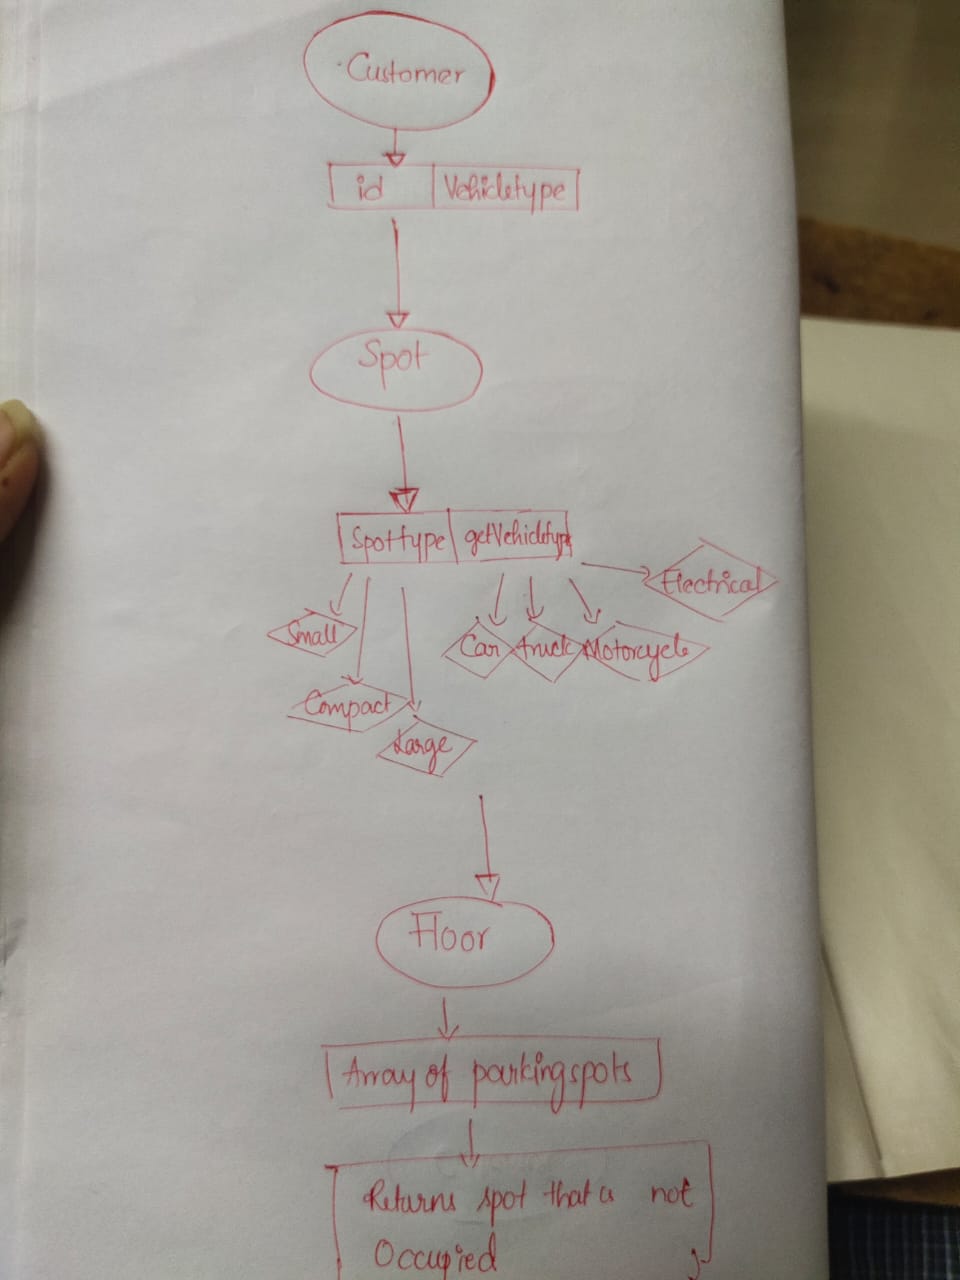 Customer
id Vehicletype
Spot
Spottype getVehicletype
Electrical
Small Car truck Motorcycle
Compact
Large
Floor
Array of parkingspots
Returns spot that is not
Occupied